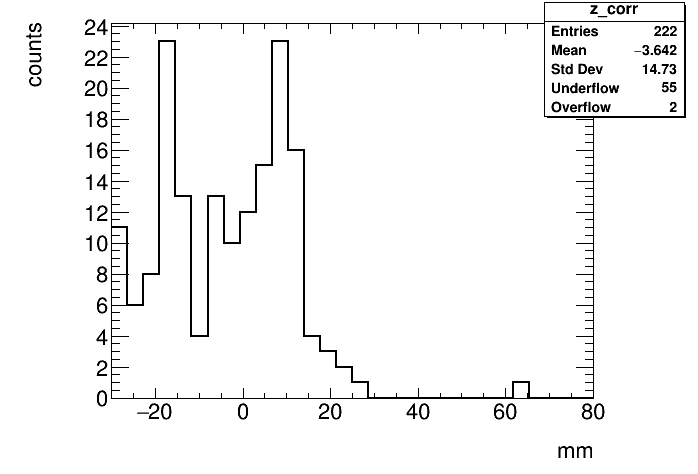 z_corr
Entries 222
Mean −3.642
Std Dev 14.73
Underflow 55
Overflow 2
counts
24
22
20
18
16
14
12
10
8
6
4
2
0
−20 0 20 40 60 80
mm